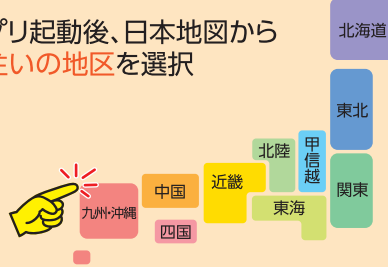 プリ起動後、日本地図から
住いの地区を選択
北海道
東北
北陸
甲信越
関東
近畿
中国
東海
九州・沖縄
四国